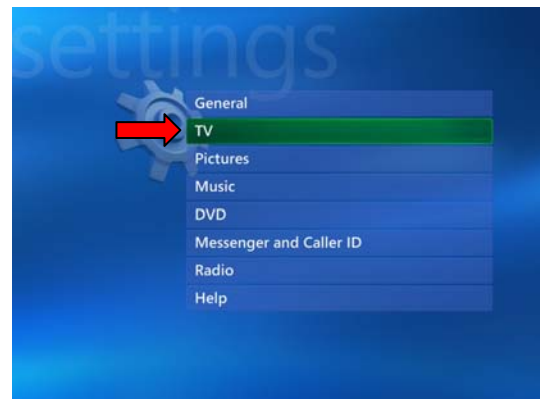 settings
General
TV
Pictures
Music
DVD
Messenger and Caller ID
Radio
Help